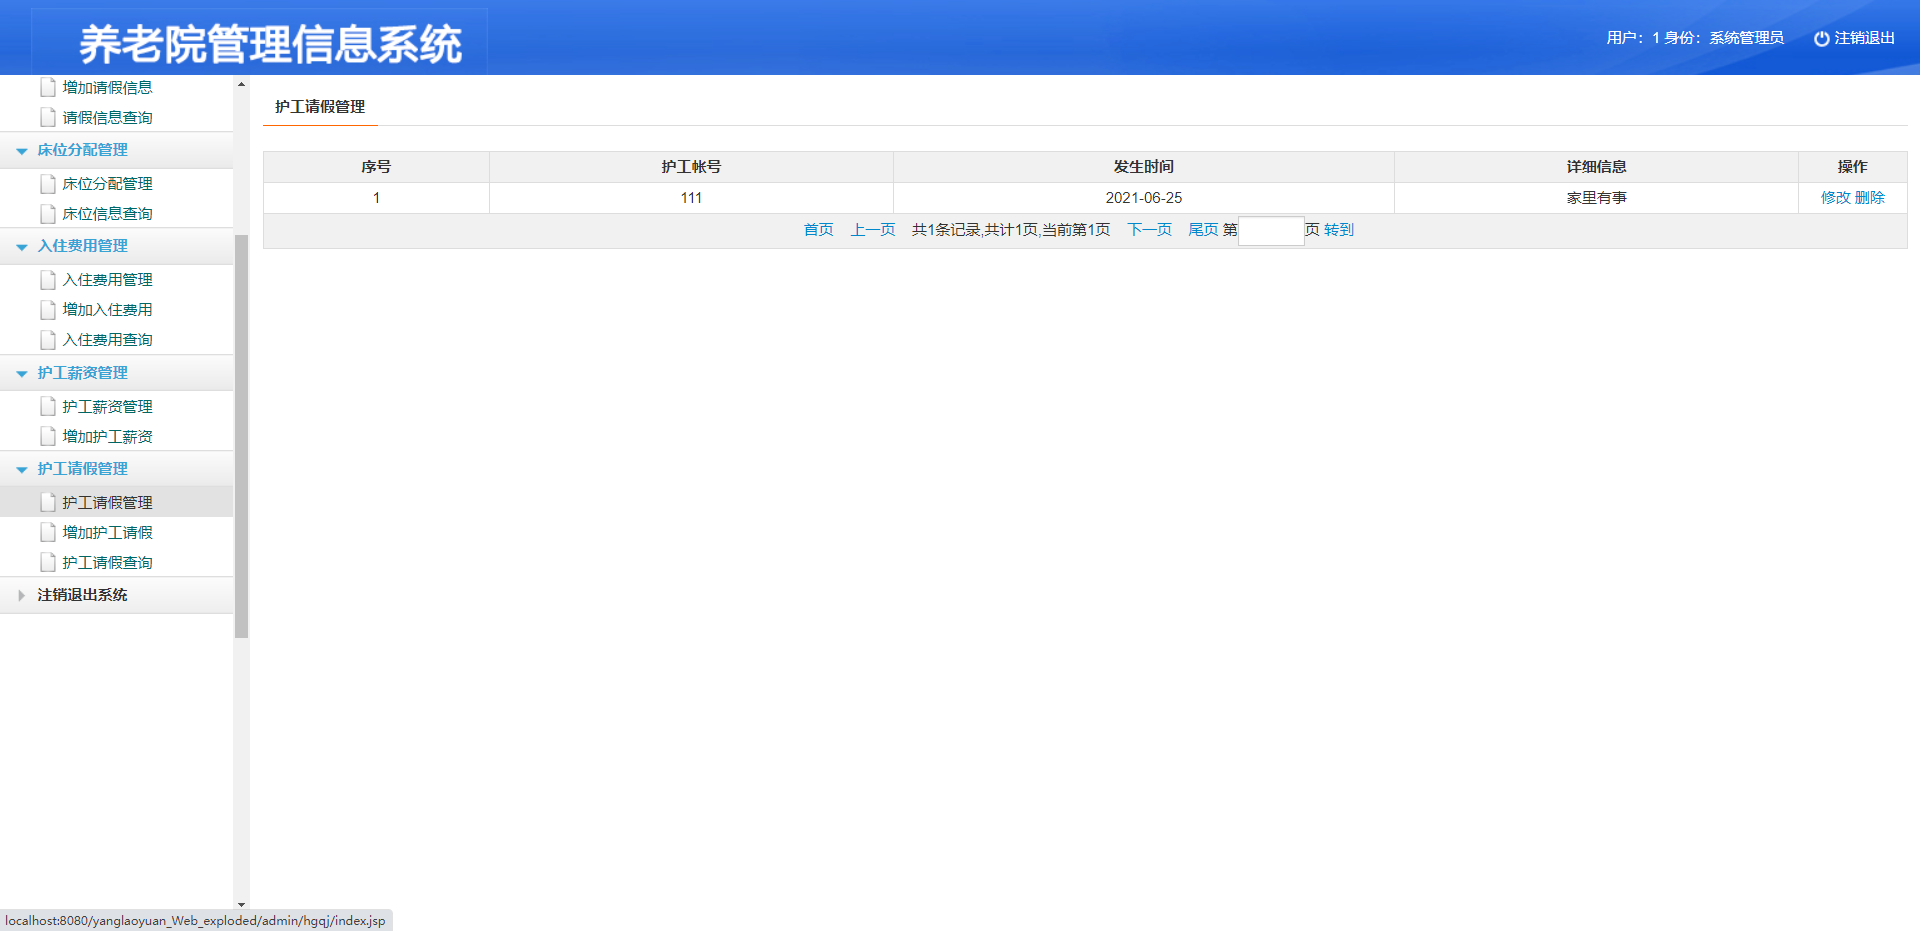 养老院管理信息系统
用户：1 身份：系统管理员 注销退出
增加请假信息
请假信息查询
床位分配管理
床位分配管理
床位信息查询
入住费用管理
入住费用管理
增加入住费用
入住费用查询
护工薪资管理
护工薪资管理
增加护工薪资
护工请假管理
护工请假管理
增加护工请假
护工请假查询
注销退出系统
护工请假管理
序号 护工帐号 发生时间 详细信息 操作
1 111 2021-06-25 家里有事 修改 删除
首页 上一页 共1条记录,共计1页,当前第1页 下一页 尾页 第 页 转到
localhost:8080/yanglaoyuan_Web_exploded/admin/hgqj/index.jsp